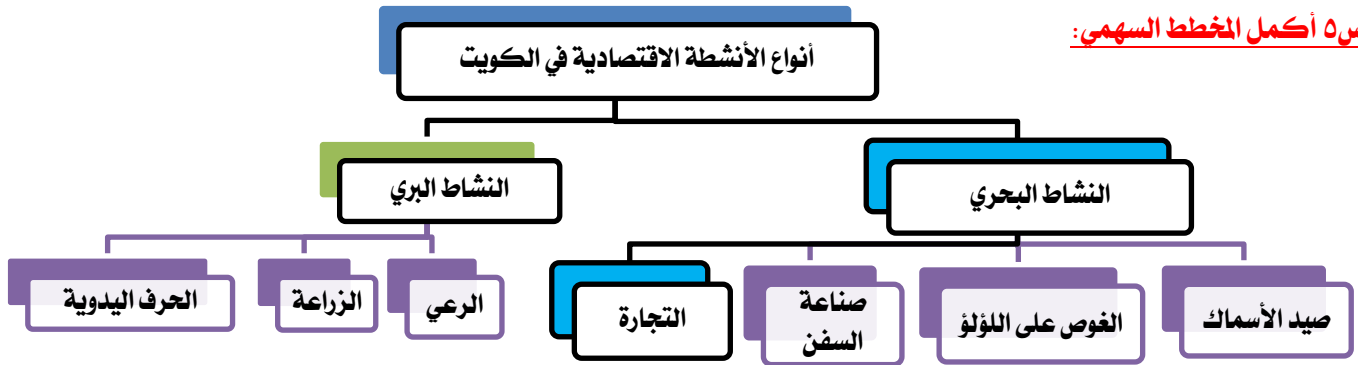 س٥ أكمل المخطط السهمي:
أنواع الأنشطة الاقتصادية في الكويت
النشاط البحري
النشاط البري
صيد الأسماك
الغوص على اللؤلؤ
صناعة
السفن
التجارة
الرعي
الزراعة
الحرف اليدوية